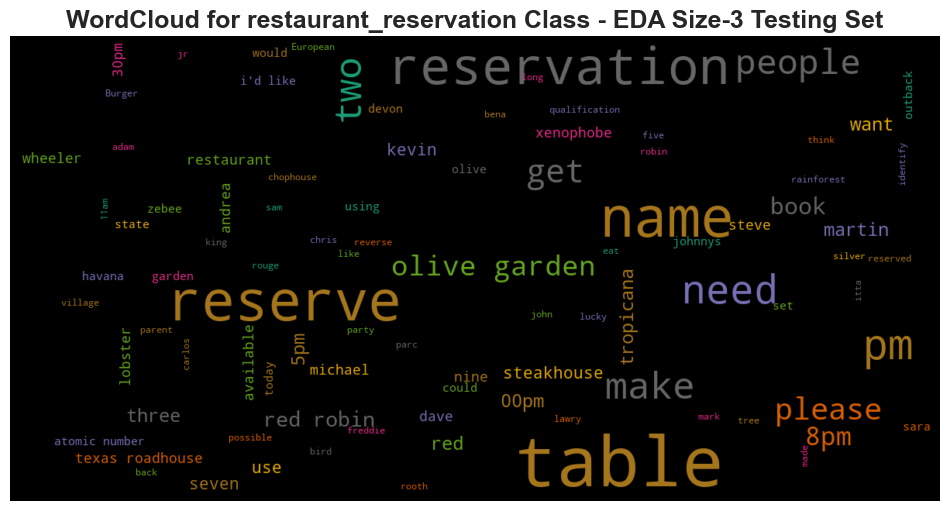 WordCloud for restaurant_reservation Class - EDA Size-3 Testing Set
30pm
jr
would
European
i'd like
Burger
two
reservation
long
people
outback
devon
bena
qualification
want
xenophobe
five
robin
think
identify
adam
wheeler
restaurant
kevin
olive
get
chophouse
rainforest
11am
zebee
state
andrea
sam
using
name
book
steve
martin
king
chris
reverse
like
eat
johnnys
silver
reserved
rouge
olive garden
havana
garden
need
itta
village
reserve
tropicana
set
john
lucky
parent
party
lobster
carlos
available
5pm
parc
pm
today
michael
nine
steakhouse
could
make
00pm
please
three
red robin
dave
lawry
mark
tree
sara
freddie
8pm
atomic number
possible
red
bird
texas roadhouse
back
use
made
seven
rooth
table